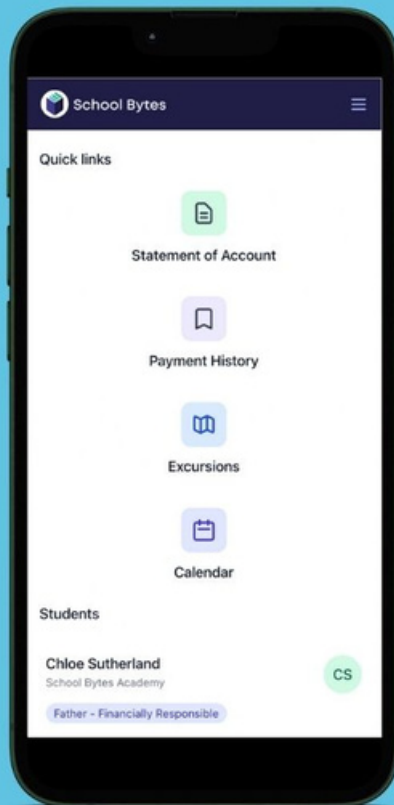 School Bytes
Quick links
Statement of Account
Payment History
Excursions
Calendar
Students
Chloe Sutherland
School Bytes Academy
CS
Father - Financially Responsible